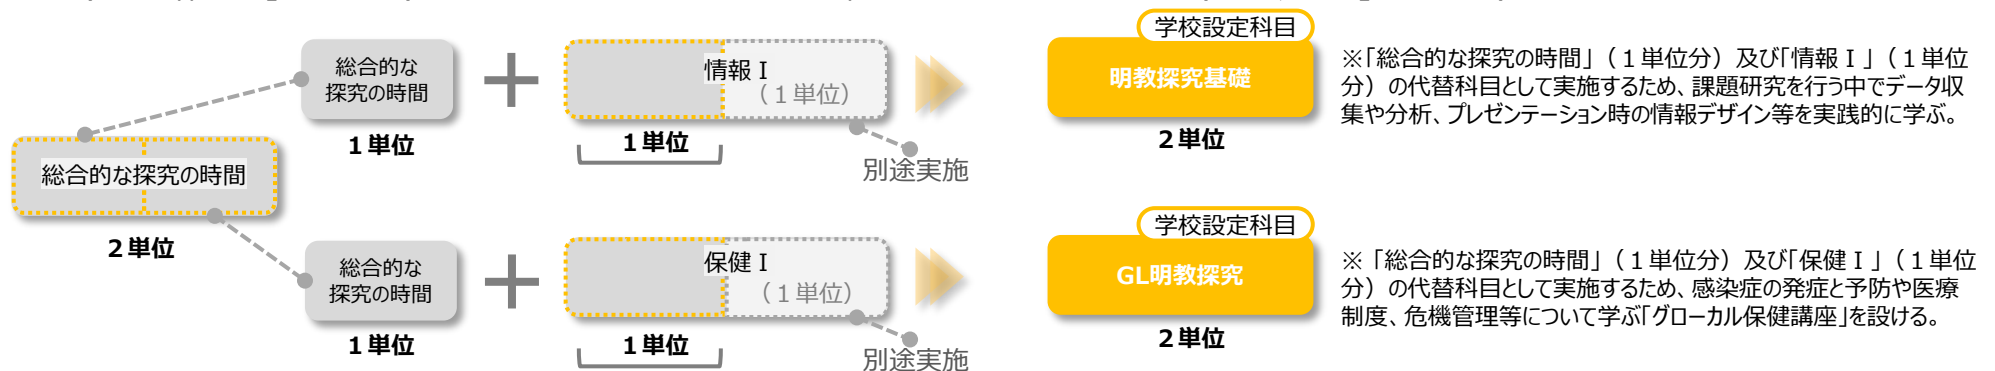 総合的な探究の時間
2単位
総合的な
探究の時間
1単位
情報Ⅰ
（1単位）
1単位
別途実施
学校設定科目
明教探究基礎
2単位
※「総合的な探究の時間」（1単位分）及び「情報Ⅰ」（1単位
分）の代替科目として実施するため、課題研究を行う中でデータ収
集や分析、プレゼンテーション時の情報デザイン等を実践的に学ぶ。
総合的な
探究の時間
1単位
保健Ⅰ
（1単位）
1単位
別途実施
学校設定科目
GL明教探究
2単位
※「総合的な探究の時間」（1単位分）及び「保健Ⅰ」（1単位
分）の代替科目として実施するため、感染症の発症と予防や医療
制度、危機管理等について学ぶ「グローカル保健講座」を設ける。